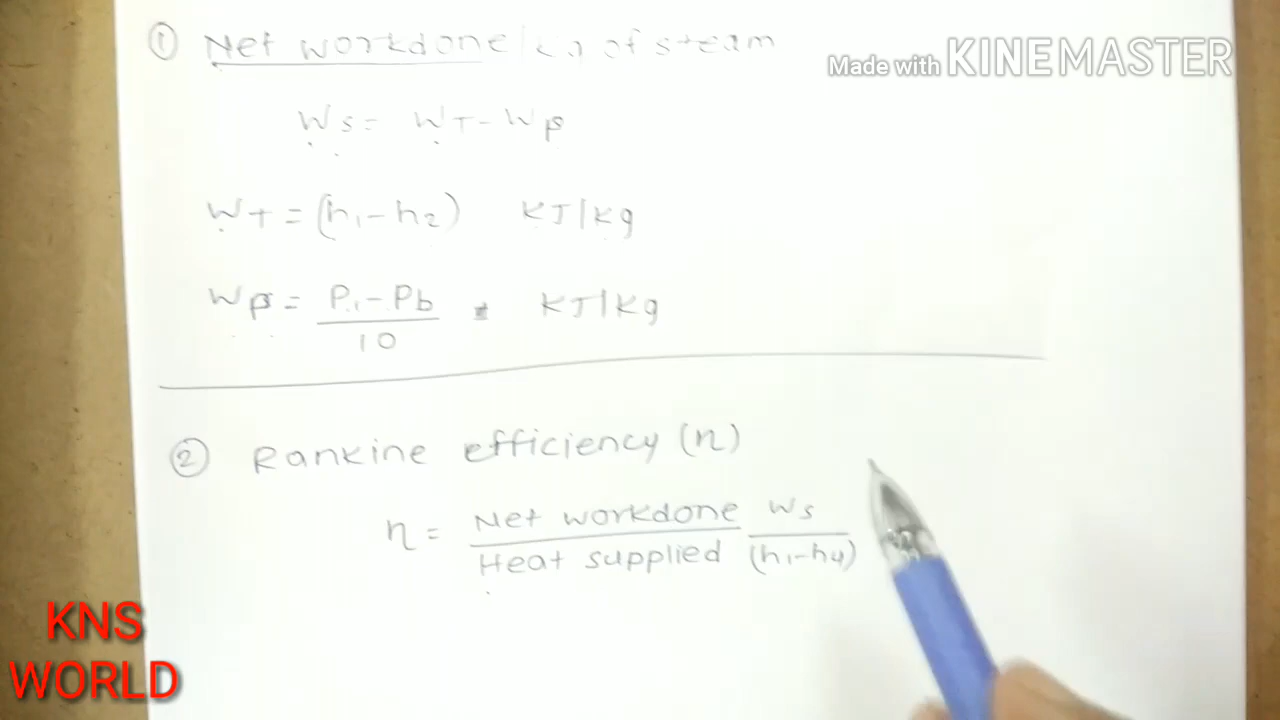 ① Net workdone/kg of steam
Made with KINEMASTER
Ws = WT - Wp
WT = (h1 - h2) KJ/Kg
Wp = P1 - Pb / 10 KJ/Kg
② Rankine efficiency (η)
η = Net workdone / Heat supplied Ws / (h1-h4)
KNS
WORLD